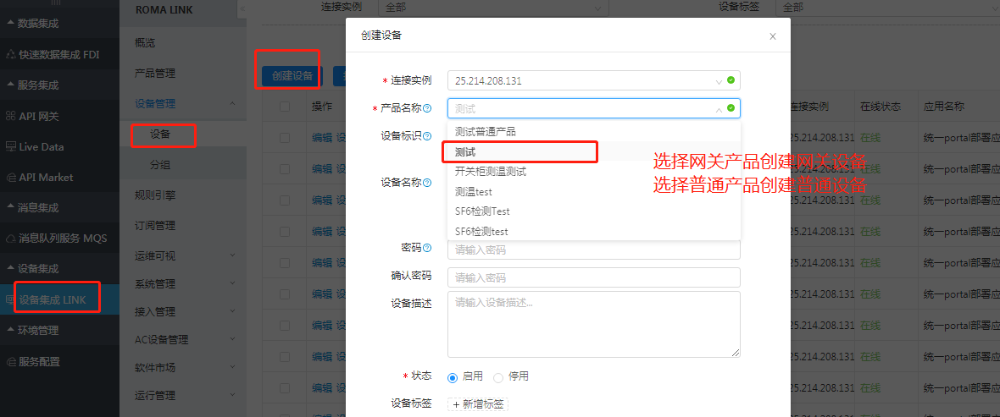 数据集成
快速数据集成 FDI
服务集成
API 网关
Live Data
API Market
消息集成
消息队列服务 MQS
设备集成
设备集成 LINK
环境管理
服务配置
ROMA LINK
概览
产品管理
设备管理
设备
分组
规则引擎
订阅管理
运维可视
系统管理
接入管理
AC设备管理
软件市场
运行管理
连接实例
全部
设备标签
全部
创建设备
操作
编辑 设
编辑 设
编辑 设
编辑 设
编辑 设
编辑 设
编辑 设
编辑 设
编辑 设
创建设备
* 连接实例
25.214.208.131
* 产品名称
测试
测试普通产品
测试
开关柜测温测试
测温test
SF6检测Test
SF6检测test
设备标识
设备名称
密码
请输入密码
确认密码
请输入密码
设备描述
请输入设备描述...
* 状态
启用
停用
设备标签
+ 新增标签
选择网关产品创建网关设备
选择普通产品创建普通设备
连接实例
在线状态
应用名称
25.214.208.131
在线
统一portal部署应
25.214.208.131
在线
统一portal部署应
25.214.208.131
在线
统一portal部署应
25.214.208.131
在线
统一portal部署应
25.214.208.131
在线
统一portal部署应
25.214.208.131
在线
统一portal部署应
25.214.208.131
在线
统一portal部署应
25.214.208.131
在线
统一portal部署应
25.214.208.131
在线
统一portal部署应